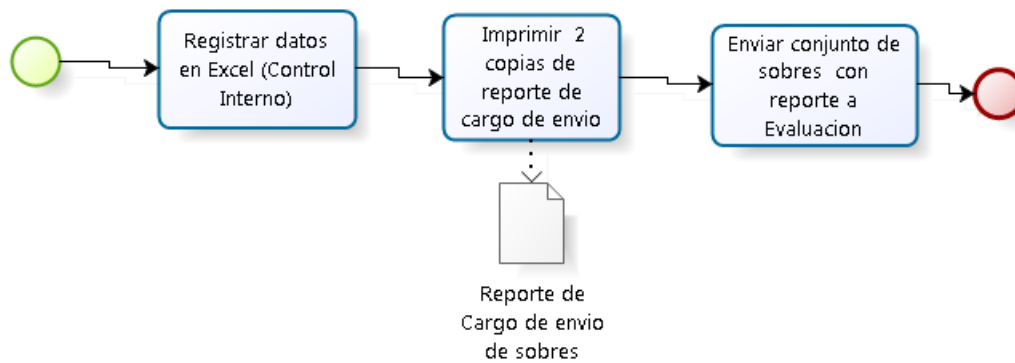 Registrar datos
en Excel (Control
Interno)
Imprimir 2
copias de
reporte de
cargo de envio
Enviar conjunto de
sobres con
reporte a
Evaluacion
Reporte de
Cargo de envio
de sobres